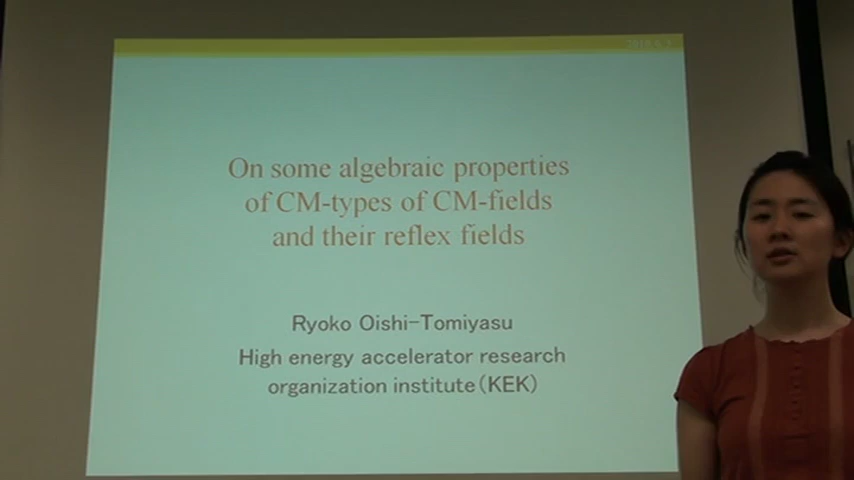 On some algebraic properties
of CM-types of CM-fields
and their reflex fields
Ryoko Oishi-Tomiyasu
High energy accelerator research
organization institute(KEK)